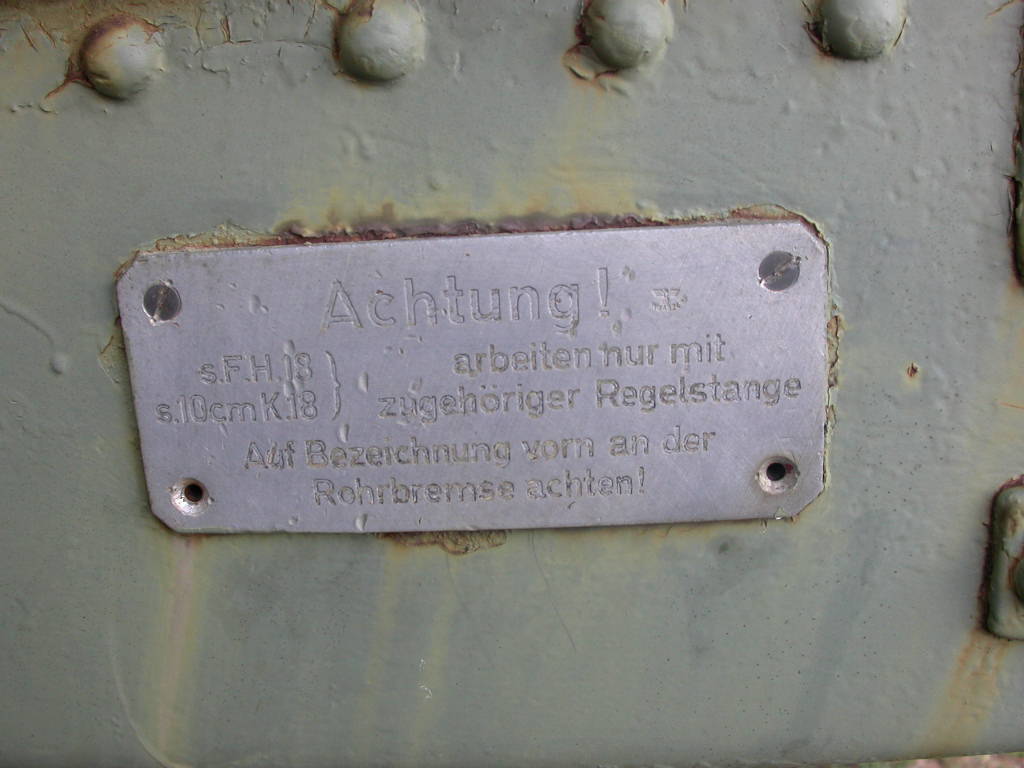 Achtung!
s.F.H.18 } arbeiten nur mit
s.10cm K.18 } zugehöriger Regelstange
Auf Bezeichnung vorn an der
Rohrbremse achten!